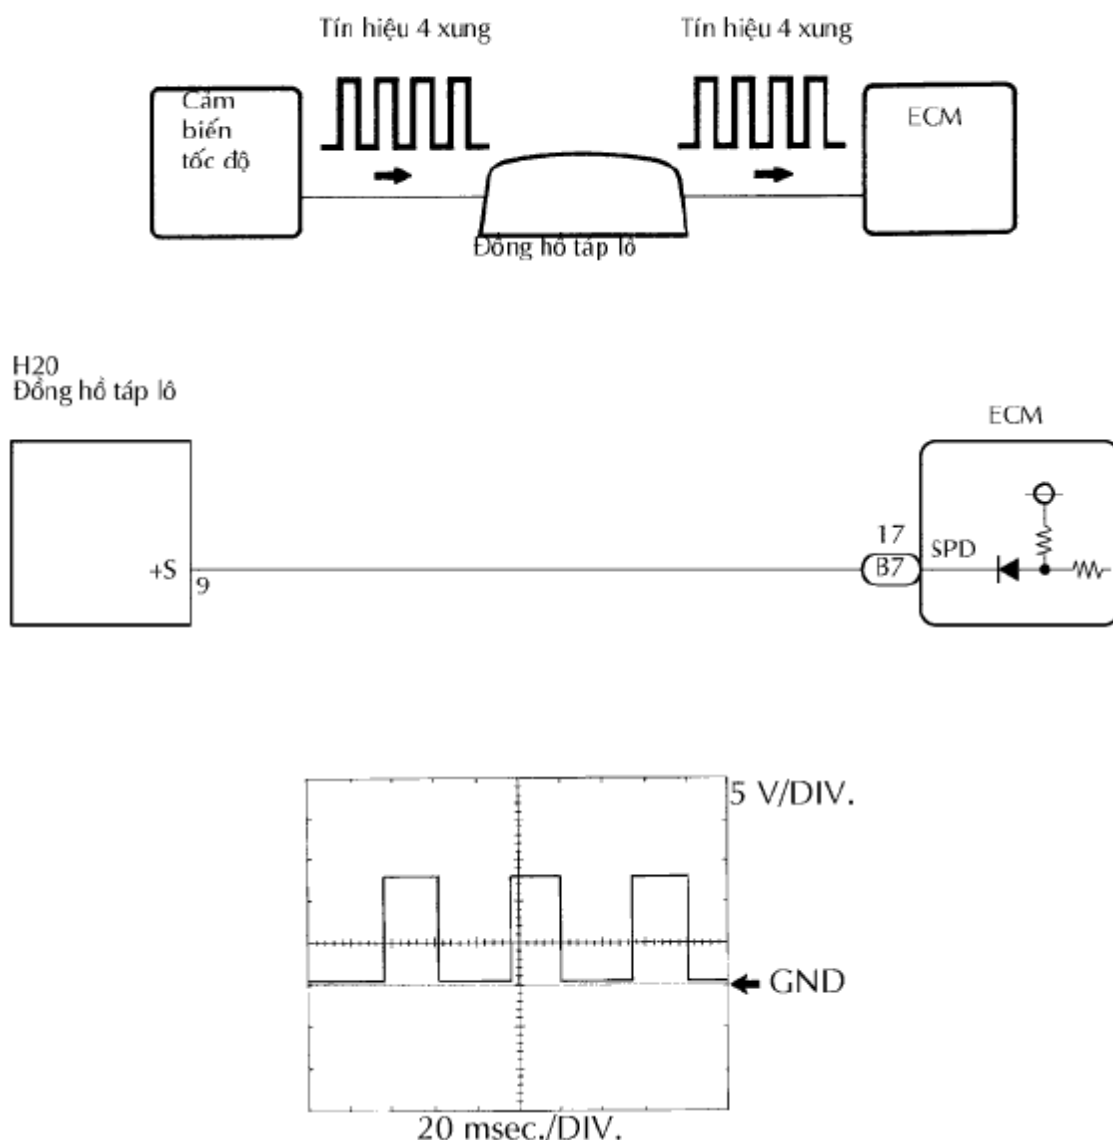 Tín hiệu 4 xung
Tín hiệu 4 xung
Cảm
biến
tốc độ
ECM
Đồng hồ táp lô
H20
Đồng hồ táp lô
ECM
+S
9
17
B7
SPD
5 V/DIV.
GND
20 msec./DIV.